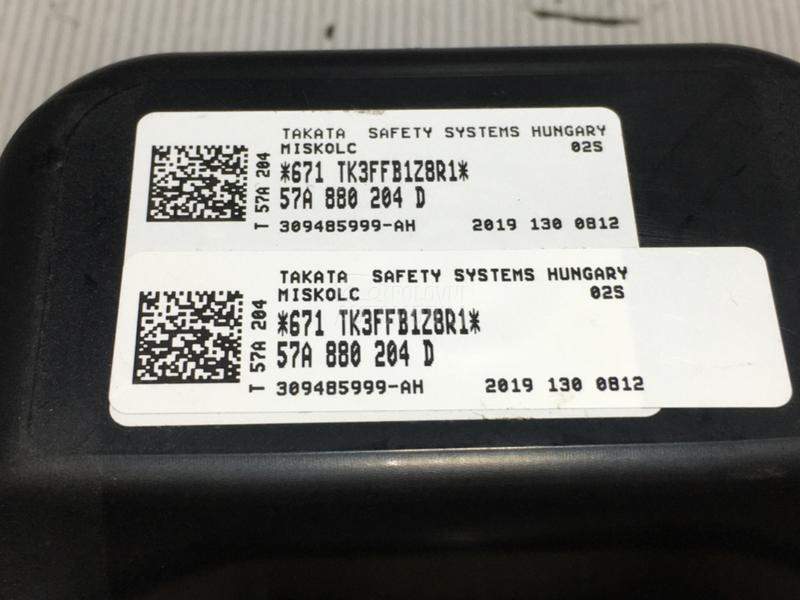 TAKATA SAFETY SYSTEMS HUNGARY
MISKOLC 02S
*671 TK3FFB1Z8R1*
57A 880 204 D
309485999-AH 2019 130 0812
T 57A 204
TAKATA SAFETY SYSTEMS HUNGARY
MISKOLC 02S
*671 TK3FFB1Z8R1*
57A 880 204 D
309485999-AH 2019 130 0812
T 57A 204